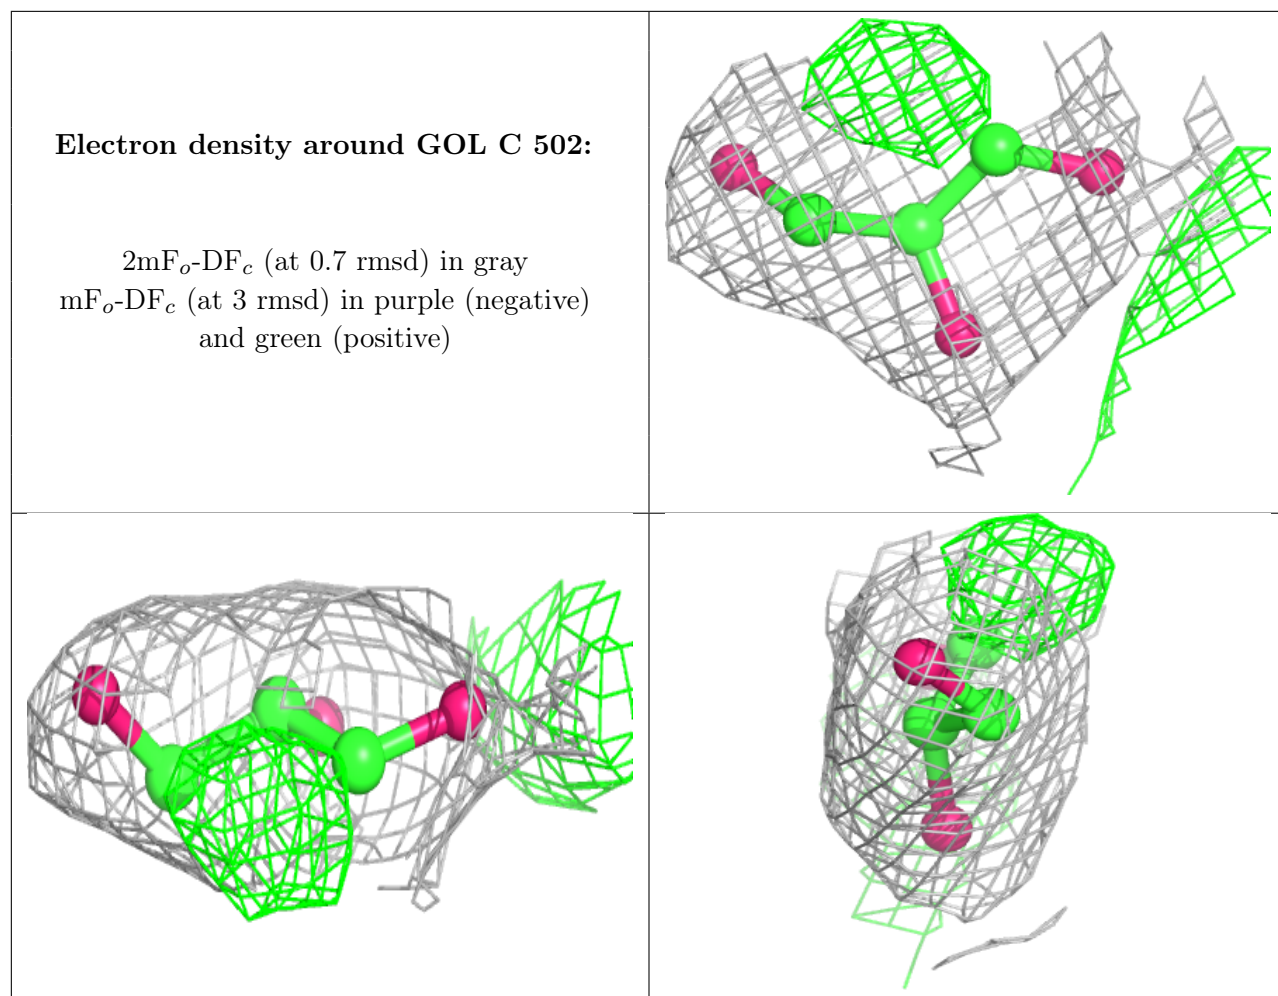 Electron density around GOL C 502:
2mFo-DFc (at 0.7 rmsd) in gray
mFo-DFc (at 3 rmsd) in purple (negative)
and green (positive)